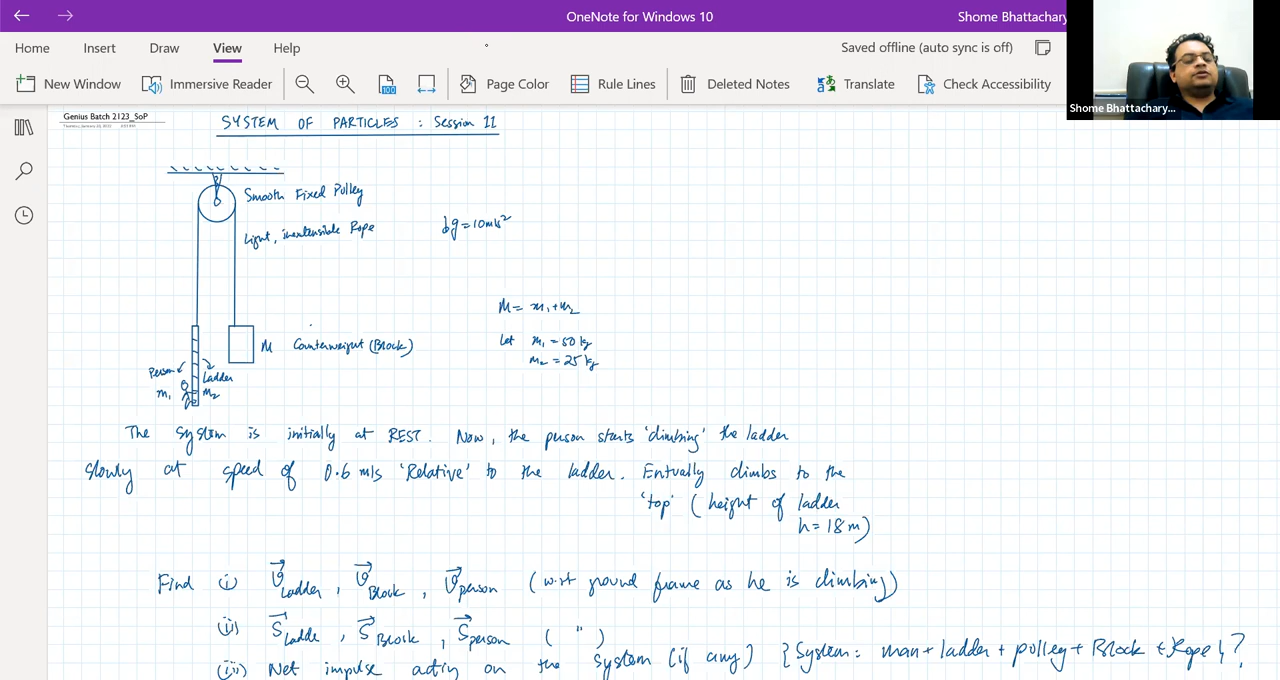 OneNote for Windows 10
Shome Bhattachary
Home Insert Draw View Help
Saved offline (auto sync is off)
New Window Immersive Reader Page Color Rule Lines Deleted Notes Translate Check Accessibility
Shome Bhattachary...
Genius Batch 2123_SoP
SYSTEM OF PARTICLES : Session 11
Smooth Fixed Pulley
Light, inextensible Rope
g = 10 m/s²
M = m₁ + m₂
M Counterweight (Block)
Let m₁ = 50 kg
m₂ = 25 kg
Person Ladder
m₁ m₂
The system is initially at REST. Now, the person starts 'climbing' the ladder
slowly at speed of 0.6 m/s 'Relative' to the ladder. Entually climbs to the
'top' (height of ladder
h = 18 m)
Find (i) v⃗ Ladder, v⃗ Block, v⃗ person (w.r.t ground frame as he is climbing)
(ii) S⃗ Ladde, S⃗ Block, S⃗ person ( " )
(iii) Net impulse actin on the system (if any) {System: man + ladder + pulley + Block + Rope}?